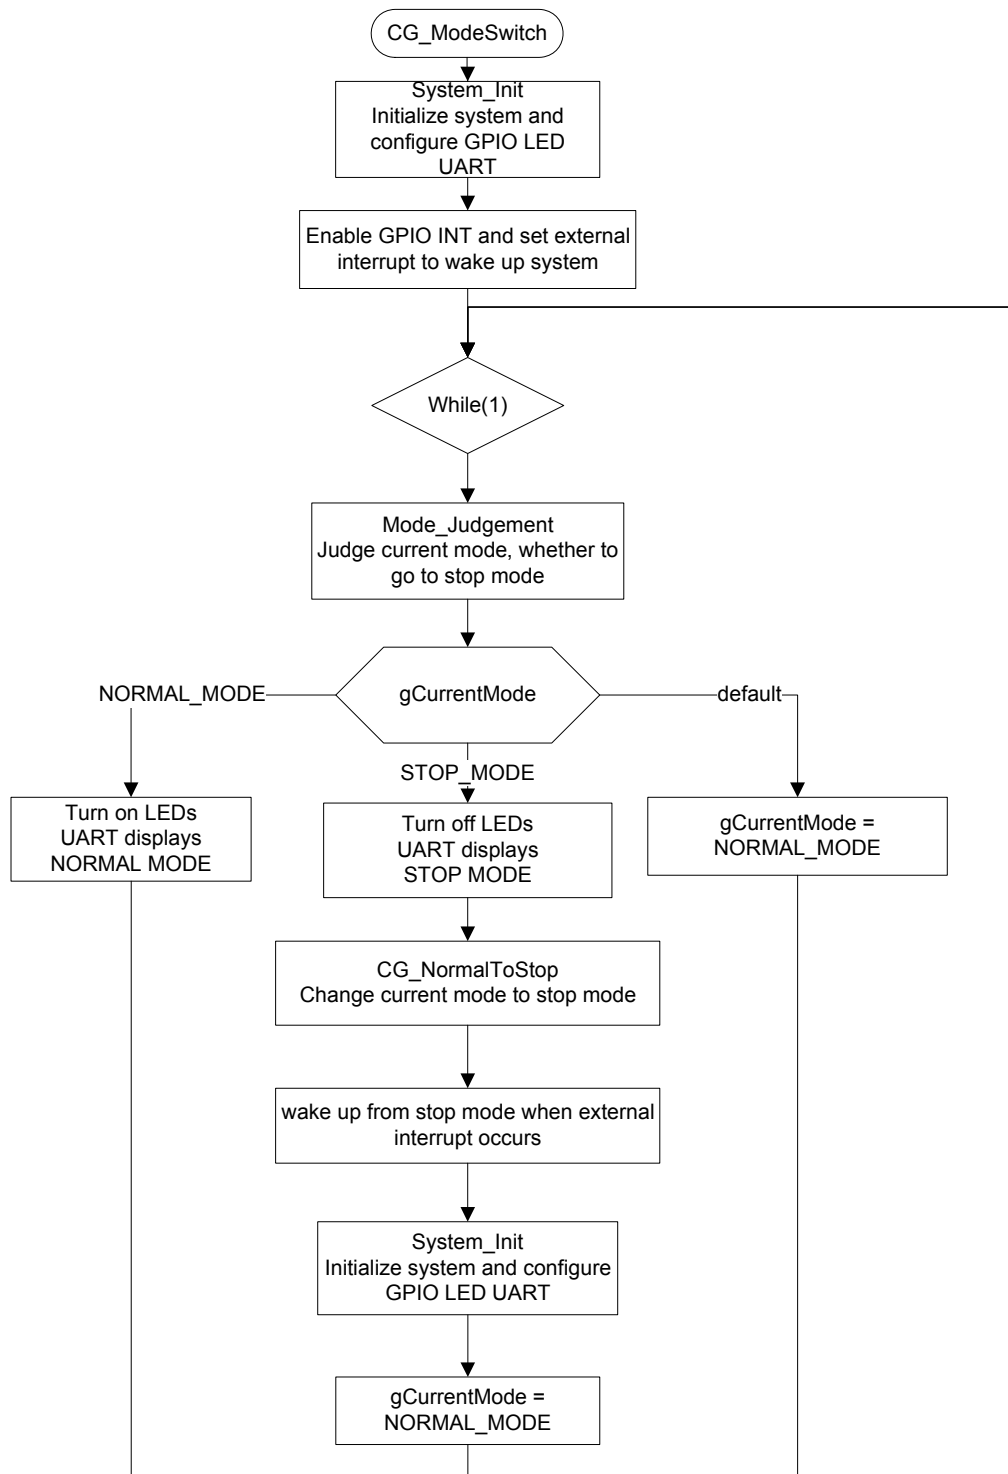 CG_ModeSwitch
System_Init
Initialize system and
configure GPIO LED
UART
Enable GPIO INT and set external
interrupt to wake up system
While(1)
Mode_Judgement
Judge current mode, whether to
go to stop mode
gCurrentMode
NORMAL_MODE
default
STOP_MODE
Turn on LEDs
UART displays
NORMAL MODE
Turn off LEDs
UART displays
STOP MODE
gCurrentMode =
NORMAL_MODE
CG_NormalToStop
Change current mode to stop mode
wake up from stop mode when external
interrupt occurs
System_Init
Initialize system and configure
GPIO LED UART
gCurrentMode =
NORMAL_MODE